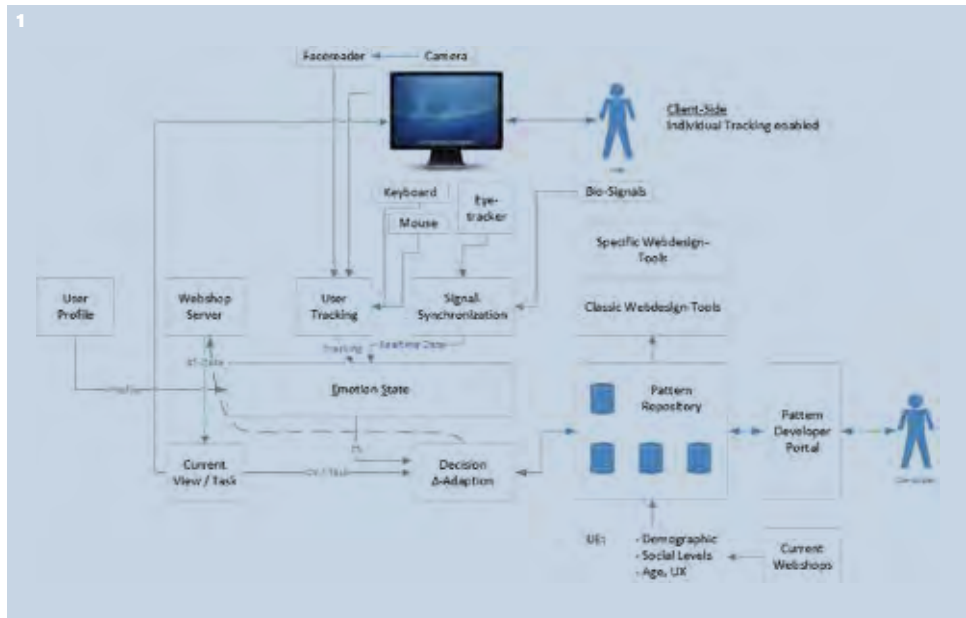 1
Facereader
Camera
Client-Side
Individual Tracking enabled
Keyboard
Mouse
Eye-
tracker
Bio-Signals
Specific Webdesign-
Tools
User
Profile
Webshop
Server
User
Tracking
Signal
Synchronization
Classic Webdesign Tools
Tracking
Realtime Data
Emotion State
Pattern
Repository
Pattern
Developer
Portal
Current
View / Task
Decision
Δ-Adaption
- Demographic
- Social Levels
- Age, UX
Current
Webshops